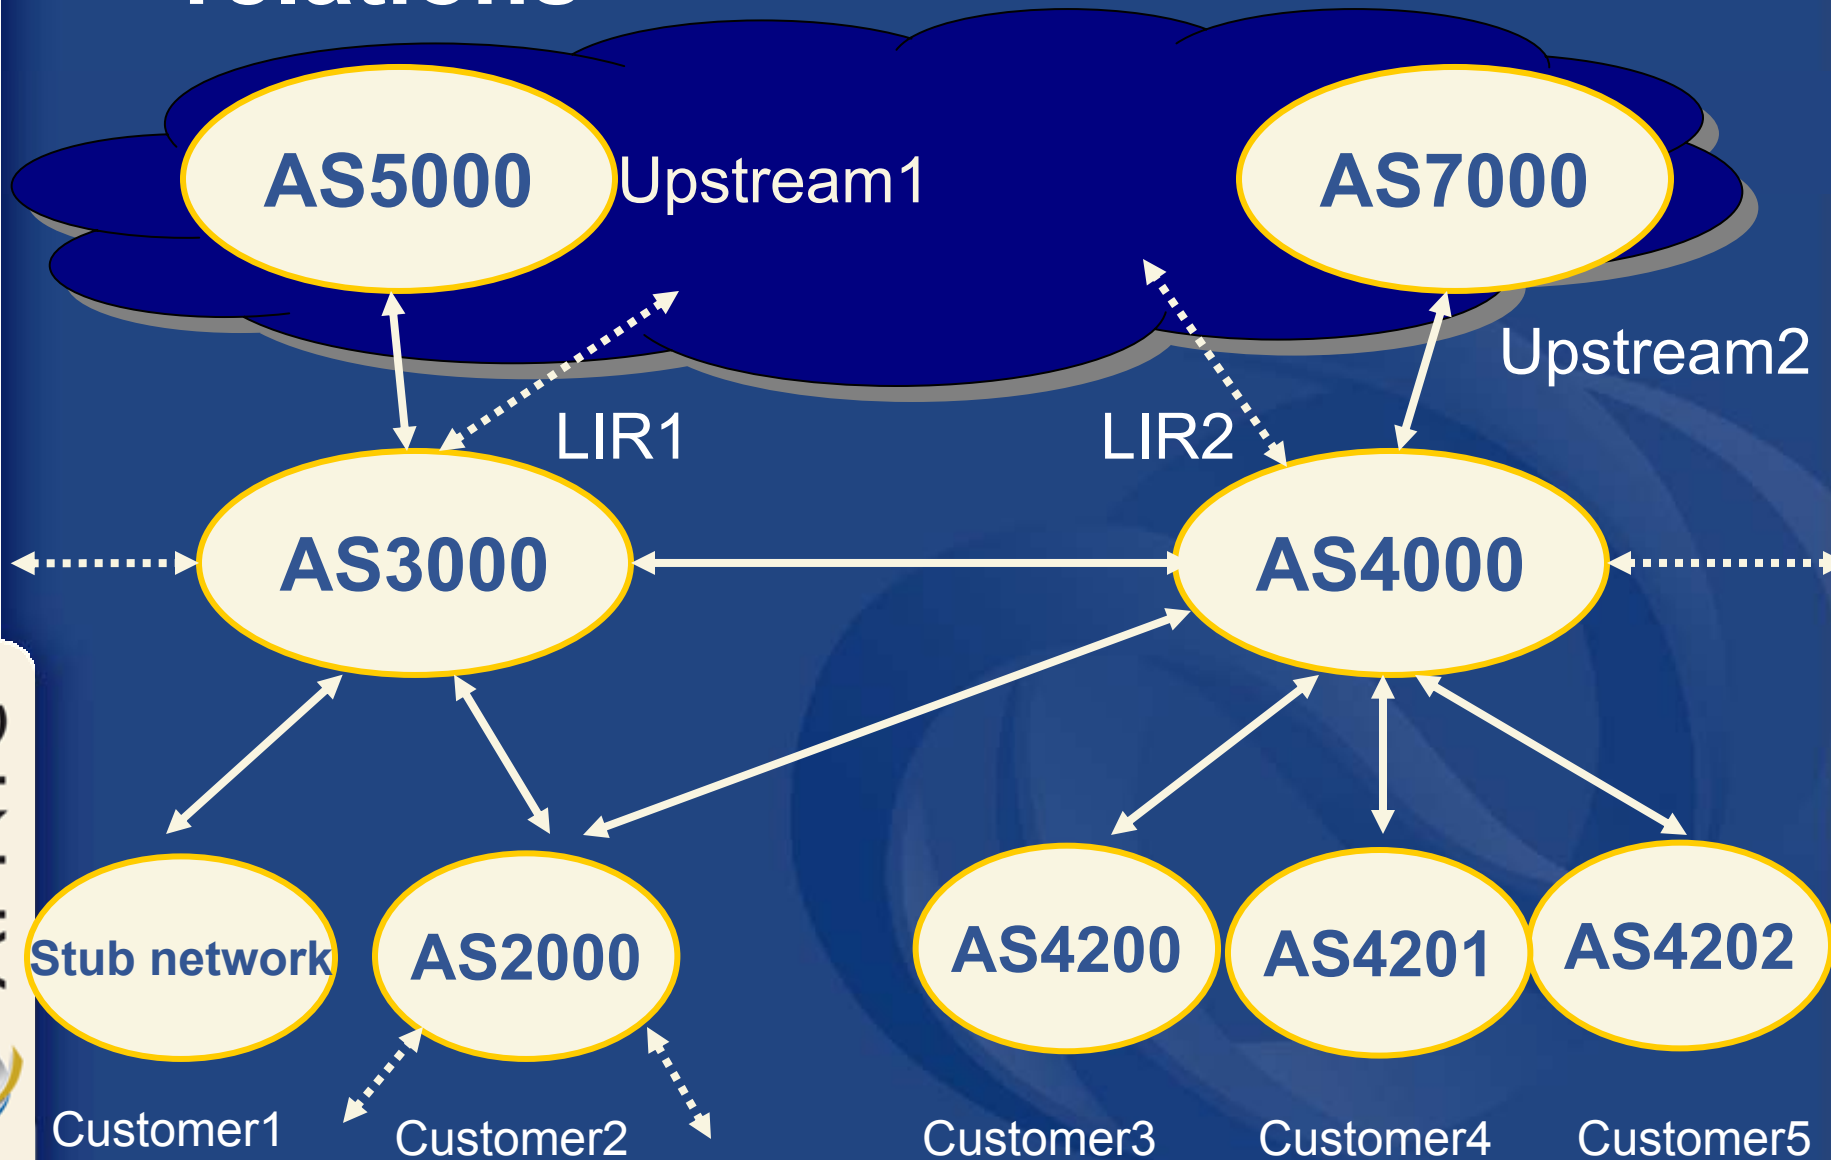 relations
AS5000
Upstream1
AS7000
Upstream2
LIR1
LIR2
AS3000
AS4000
Stub network
AS2000
AS4200
AS4201
AS4202
Customer1
Customer2
Customer3
Customer4
Customer5